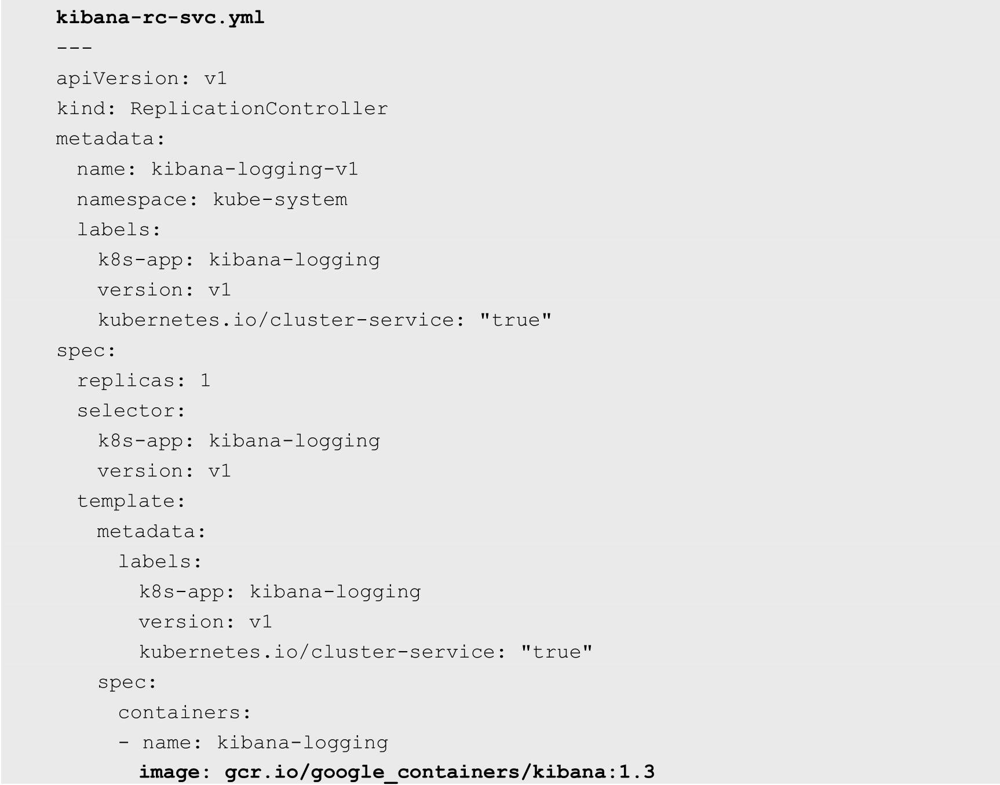 kibana-rc-svc.yml
---
apiVersion: v1
kind: ReplicationController
metadata:
  name: kibana-logging-v1
  namespace: kube-system
  labels:
    k8s-app: kibana-logging
    version: v1
    kubernetes.io/cluster-service: "true"
spec:
  replicas: 1
  selector:
    k8s-app: kibana-logging
    version: v1
  template:
    metadata:
      labels:
        k8s-app: kibana-logging
        version: v1
        kubernetes.io/cluster-service: "true"
    spec:
      containers:
      - name: kibana-logging
        image: gcr.io/google_containers/kibana:1.3